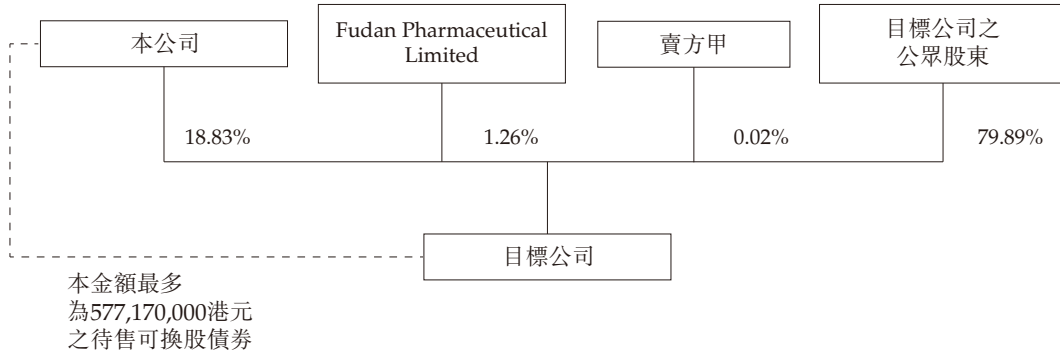 本公司
Fudan Pharmaceutical
Limited
賣方甲
目標公司之
公眾股東
18.83%
1.26%
0.02%
79.89%
目標公司
本金額最多
為577,170,000港元
之待售可換股債券